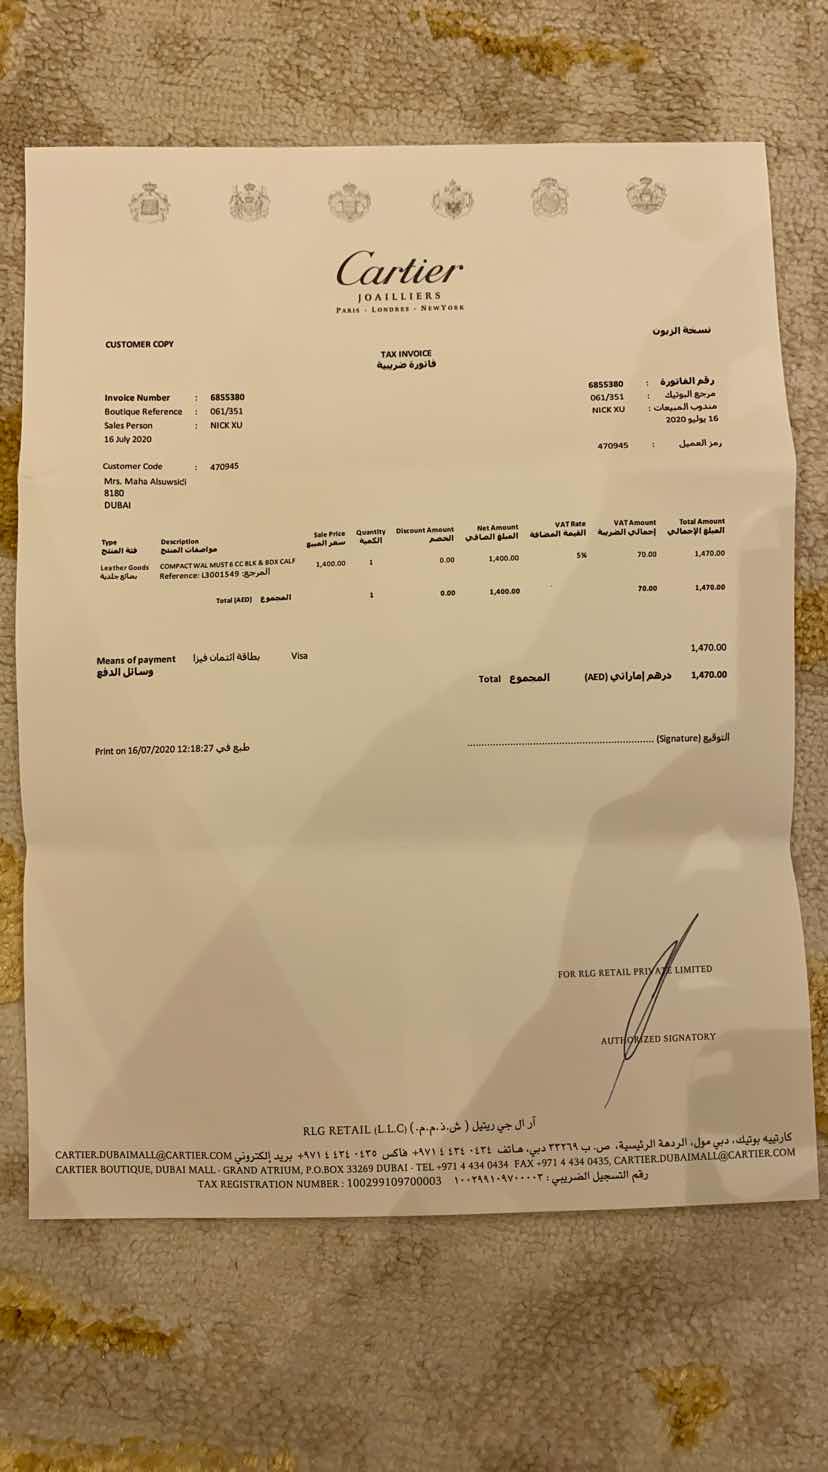 Cartier
JOAILLIERS
PARIS - LONDRES - NEWYORK
نسخة الزبون
CUSTOMER COPY
TAX INVOICE
فاتورة ضريبية
Invoice Number : 6855380
Boutique Reference : 061/351
Sales Person : NICK XU
16 July 2020
رقم الفاتورة : 6855380
مرجع البوتيك : 061/351
مندوب المبيعات : NICK XU
16 يوليو 2020
رمز العميل : 470945
Customer Code : 470945
Mrs. Maha Alsuwsidi
8180
DUBAI
Type Description Sale Price Quantity Discount Amount Net Amount VAT Rate VAT Amount Total Amount
فئة المنتج مواصفات المنتج سعر المبيع الكمية الخصم المبلغ الصافي القيمة المضافة إجمالي الضريبة المبلغ الإجمالي
Leather Goods COMPACT WAL MUST 6 CC BLK & BDX CALF 1,400.00 1 0.00 1,400.00 5% 70.00 1,470.00
بضائع جلدية Reference: L3001549 :المرجع
Total (AED) المجموع 1 0.00 1,400.00 70.00 1,470.00
Means of payment بطاقة إئتمان فيزا Visa 1,470.00
وسائل الدفع
Total المجموع (AED) درهم إماراتي 1,470.00
Print on 16/07/2020 12:18:27 طبع في
(Signature) التوقيع
FOR RLG RETAIL PRIVATE LIMITED
AUTHORIZED SIGNATORY
RLG RETAIL (L.L.C) (.آر ال جي ريتيل ( ش.ذ.م.م
كارتييه بوتيك، دبي مول، الردهة الرئيسية، ص.ب ٣٣٢٦٩ دبي، هاتف ٠٤٣٤ ٤٣٤ ٤ ٩٧١+ فاكس ٠٤٣٥ ٤٣٤ ٤ ٩٧١+ بريد إلكتروني CARTIER.DUBAIMALL@CARTIER.COM
CARTIER BOUTIQUE, DUBAI MALL - GRAND ATRIUM, P.O.BOX 33269 DUBAI - TEL +971 4 434 0434 FAX +971 4 434 0435, CARTIER.DUBAIMALL@CARTIER.COM
TAX REGISTRATION NUMBER : 100299109700003 رقم التسجيل الضريبي : ١٠٠٢٩٩١٠٩٧٠٠٠٠٣